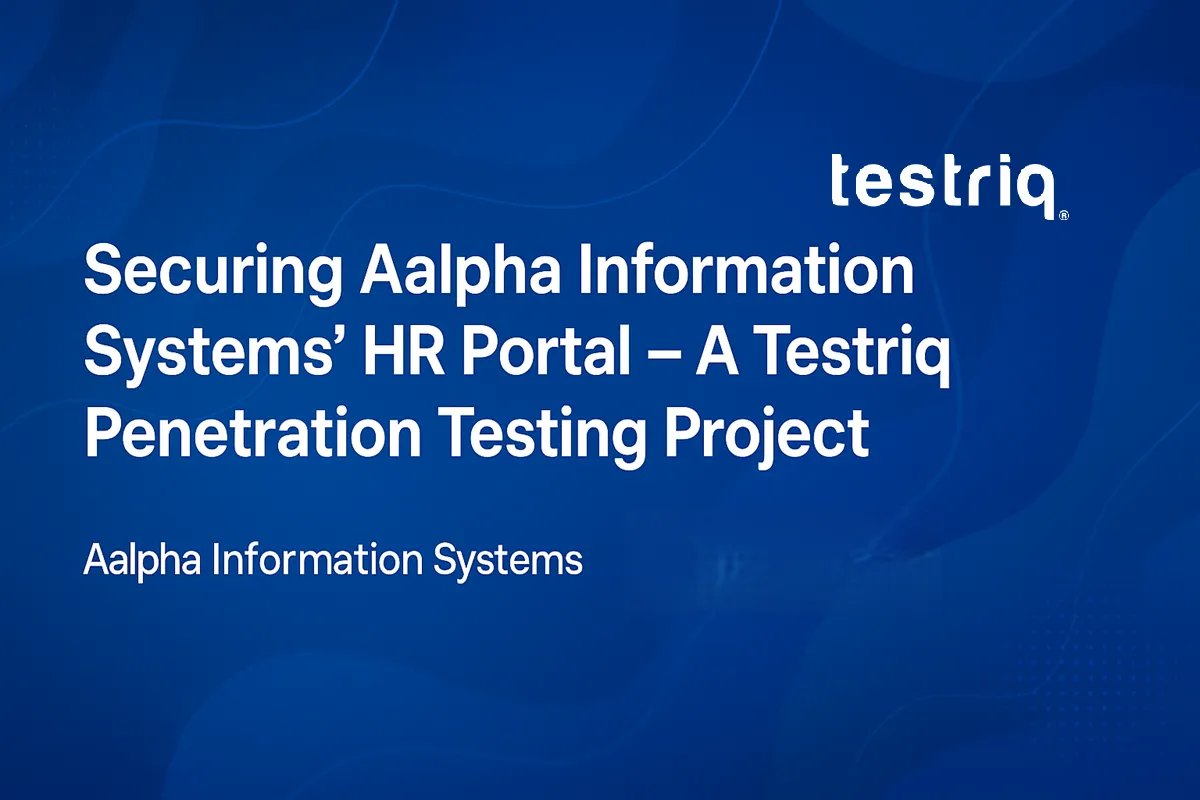 testriq®
Securing Aalpha Information
Systems’ HR Portal – A Testriq
Penetration Testing Project
Aalpha Information Systems